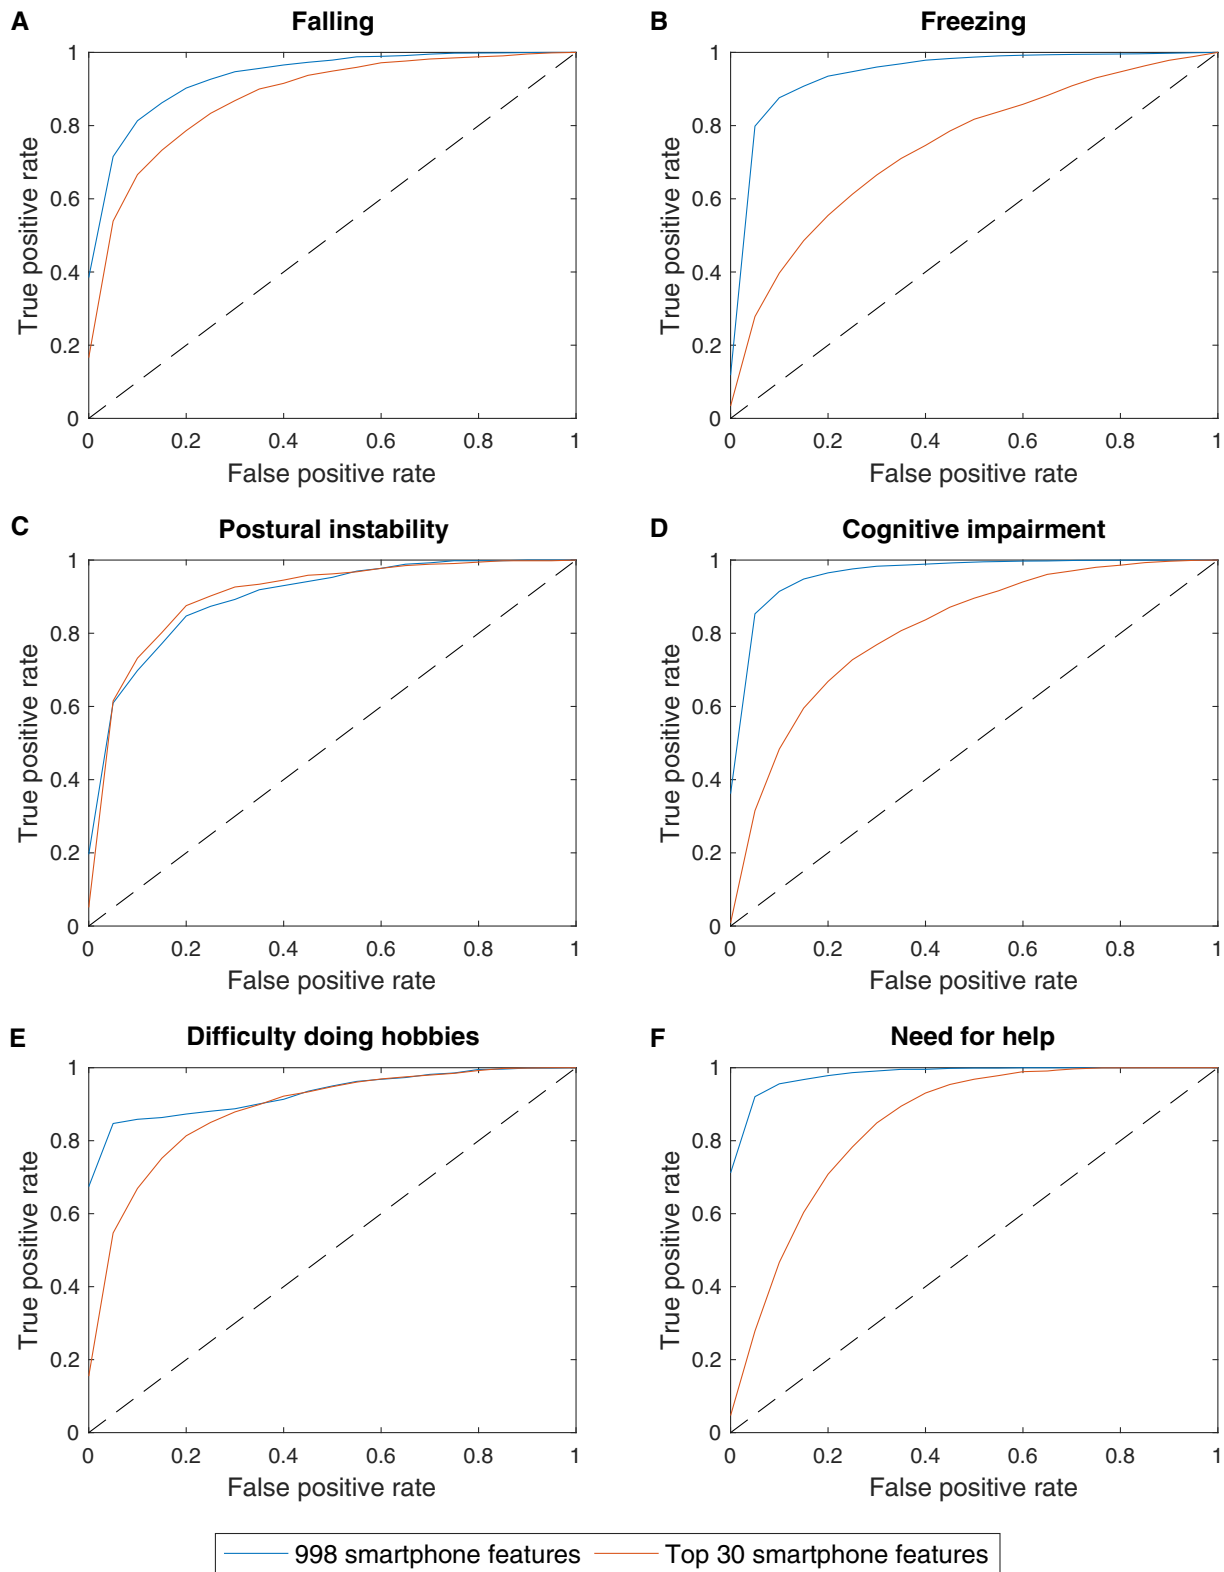 A Falling
1
0.8
0.6
0.4
0.2
0
True positive rate
0 0.2 0.4 0.6 0.8 1
False positive rate
B Freezing
1
0.8
0.6
0.4
0.2
0
True positive rate
0 0.2 0.4 0.6 0.8 1
False positive rate
C Postural instability
1
0.8
0.6
0.4
0.2
0
True positive rate
0 0.2 0.4 0.6 0.8 1
False positive rate
D Cognitive impairment
1
0.8
0.6
0.4
0.2
0
True positive rate
0 0.2 0.4 0.6 0.8 1
False positive rate
E Difficulty doing hobbies
1
0.8
0.6
0.4
0.2
0
True positive rate
0 0.2 0.4 0.6 0.8 1
False positive rate
F Need for help
1
0.8
0.6
0.4
0.2
0
True positive rate
0 0.2 0.4 0.6 0.8 1
False positive rate
998 smartphone features Top 30 smartphone features